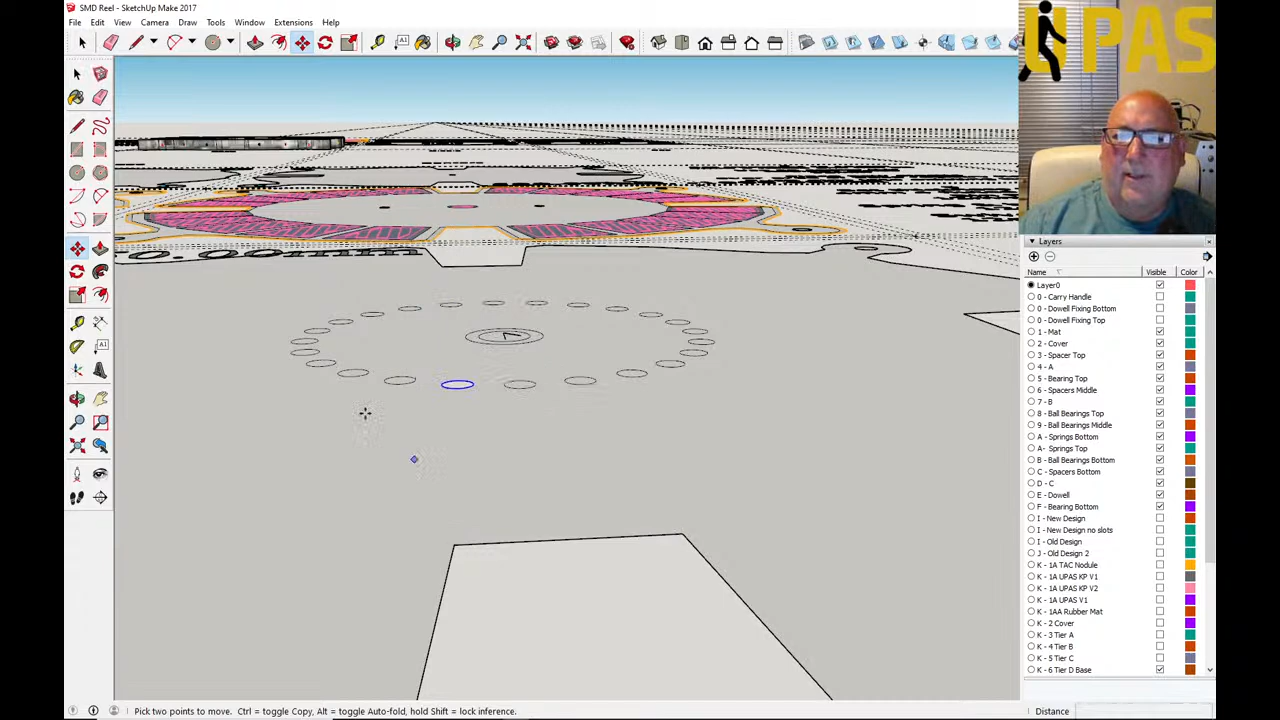 SMD Reel - SketchUp Make 2017
UPAS
File Edit View Camera Draw Tools Window Extensions Help
Layers
Name Visible Color
Layer0
0 - Carry Handle
0 - Dowell Fixing Bottom
0 - Dowell Fixing Top
1 - Mat
2 - Cover
3 - Spacer Top
4 - A
5 - Bearing Top
6 - Spacers Middle
7 - B
8 - Ball Bearings Top
9 - Ball Bearings Middle
A - Springs Bottom
A- Springs Top
B - Ball Bearings Bottom
C - Spacers Bottom
D - C
E - Dowell
F - Bearing Bottom
I - New Design
I - New Design no slots
I - Old Design
J - Old Design 2
K - 1A TAC Nodule
K - 1A UPAS KP V1
K - 1A UPAS KP V2
K - 1A UPAS V1
K - 1AA Rubber Mat
K - 2 Cover
K - 3 Tier A
K - 4 Tier B
K - 5 Tier C
K - 6 Tier D Base
Pick two points to move. Ctrl = toggle Copy, Alt = toggle Auto-fold, hold Shift = lock inference.
Distance